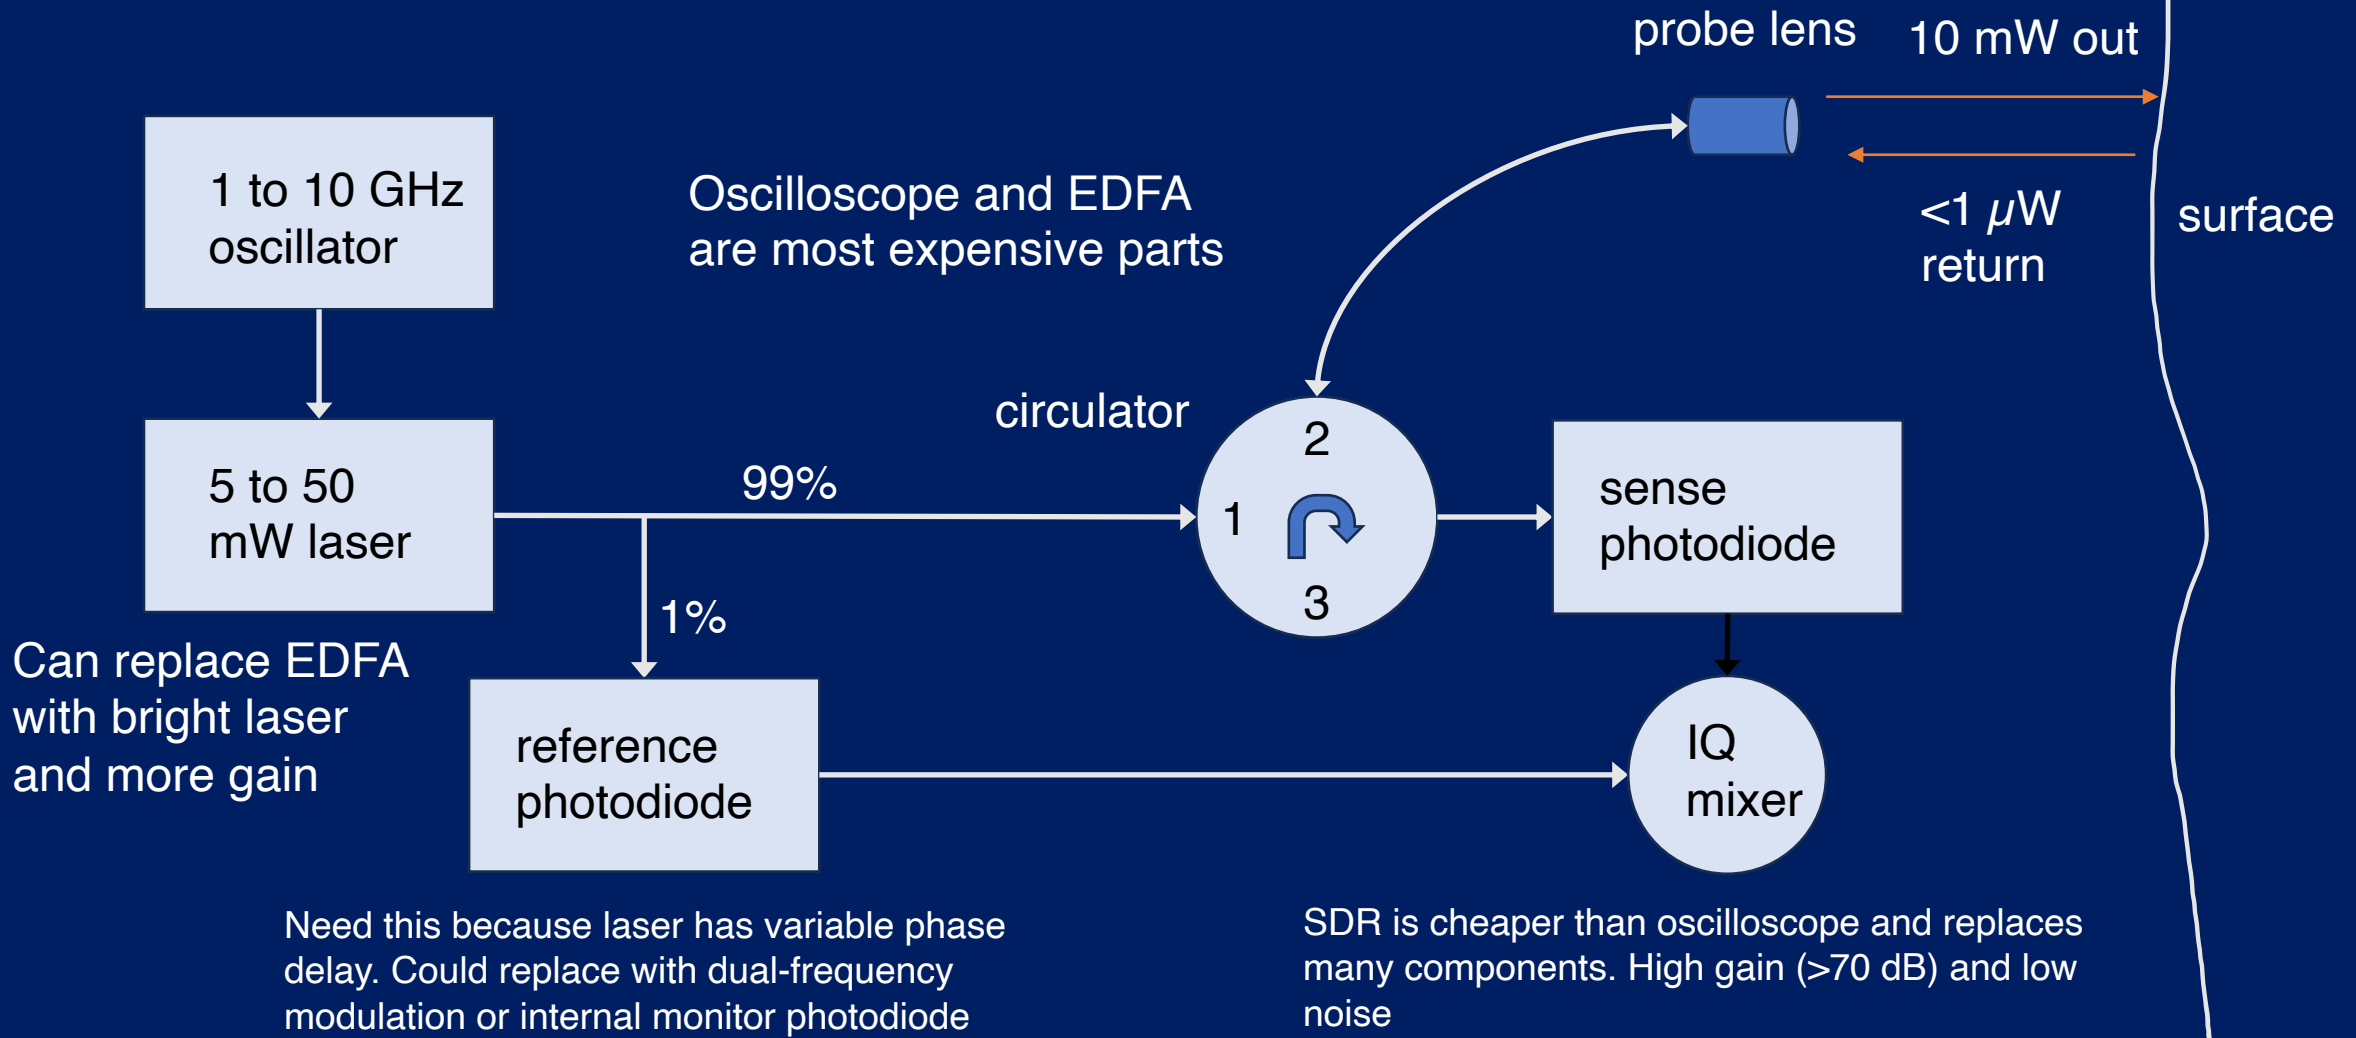 probe lens
10 mW out
1 to 10 GHz
oscillator
Oscilloscope and EDFA
are most expensive parts
<1 µW
return
surface
circulator
5 to 50
mW laser
99%
2
1
3
sense
photodiode
1%
Can replace EDFA
with bright laser
and more gain
reference
photodiode
IQ
mixer
Need this because laser has variable phase
delay. Could replace with dual-frequency
modulation or internal monitor photodiode
SDR is cheaper than oscilloscope and replaces
many components. High gain (>70 dB) and low
noise